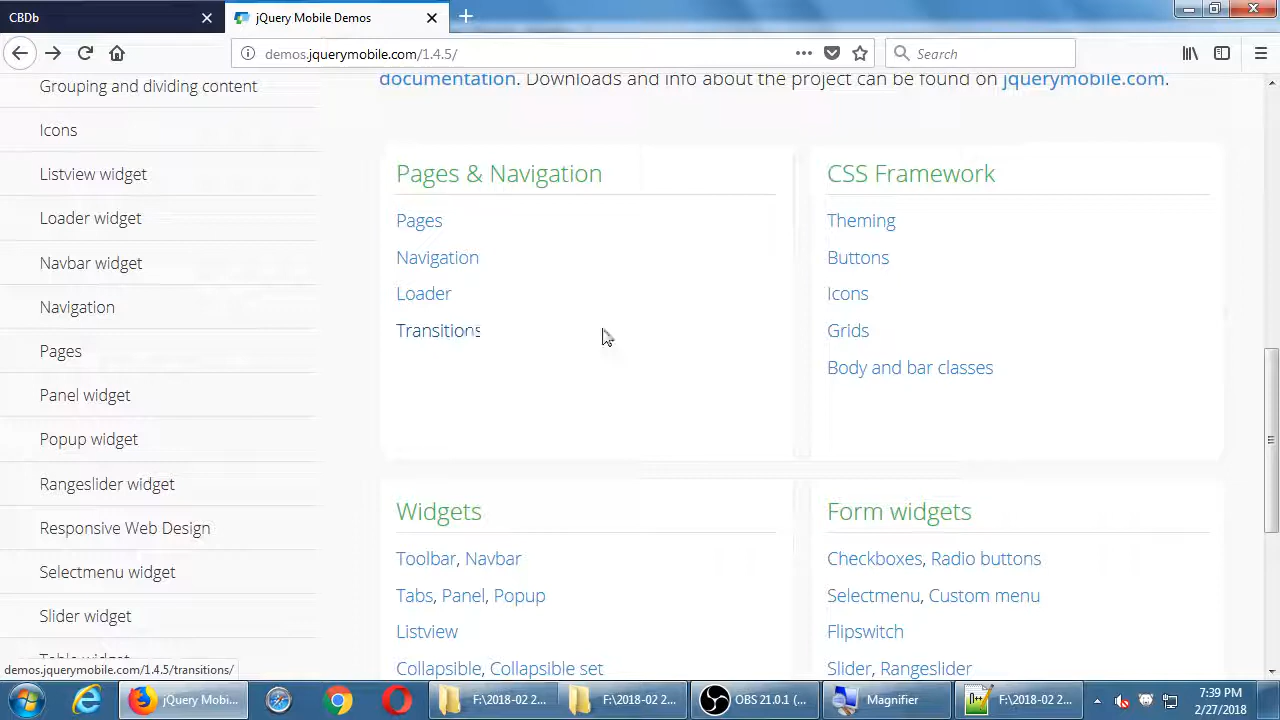 CBDb
jQuery Mobile Demos
demos.jquerymobile.com/1.4.5/
Search
Grouping and dividing content
Icons
Listview widget
Loader widget
Navbar widget
Navigation
Pages
Panel widget
Popup widget
Rangeslider widget
Responsive Web Design
Selectmenu widget
Slider widget
documentation. Downloads and info about the project can be found on jquerymobile.com.
Pages & Navigation
Pages
Navigation
Loader
Transitions
CSS Framework
Theming
Buttons
Icons
Grids
Body and bar classes
Widgets
Toolbar, Navbar
Tabs, Panel, Popup
Listview
Collapsible, Collapsible set
Form widgets
Checkboxes, Radio buttons
Selectmenu, Custom menu
Flipswitch
Slider, Rangeslider
demos.jquerymobile.com/1.4.5/transitions/
jQuery Mobi...
F:\2018-02 2...
F:\2018-02 2...
OBS 21.0.1 (...
Magnifier
F:\2018-02 2...
7:39 PM
2/27/2018